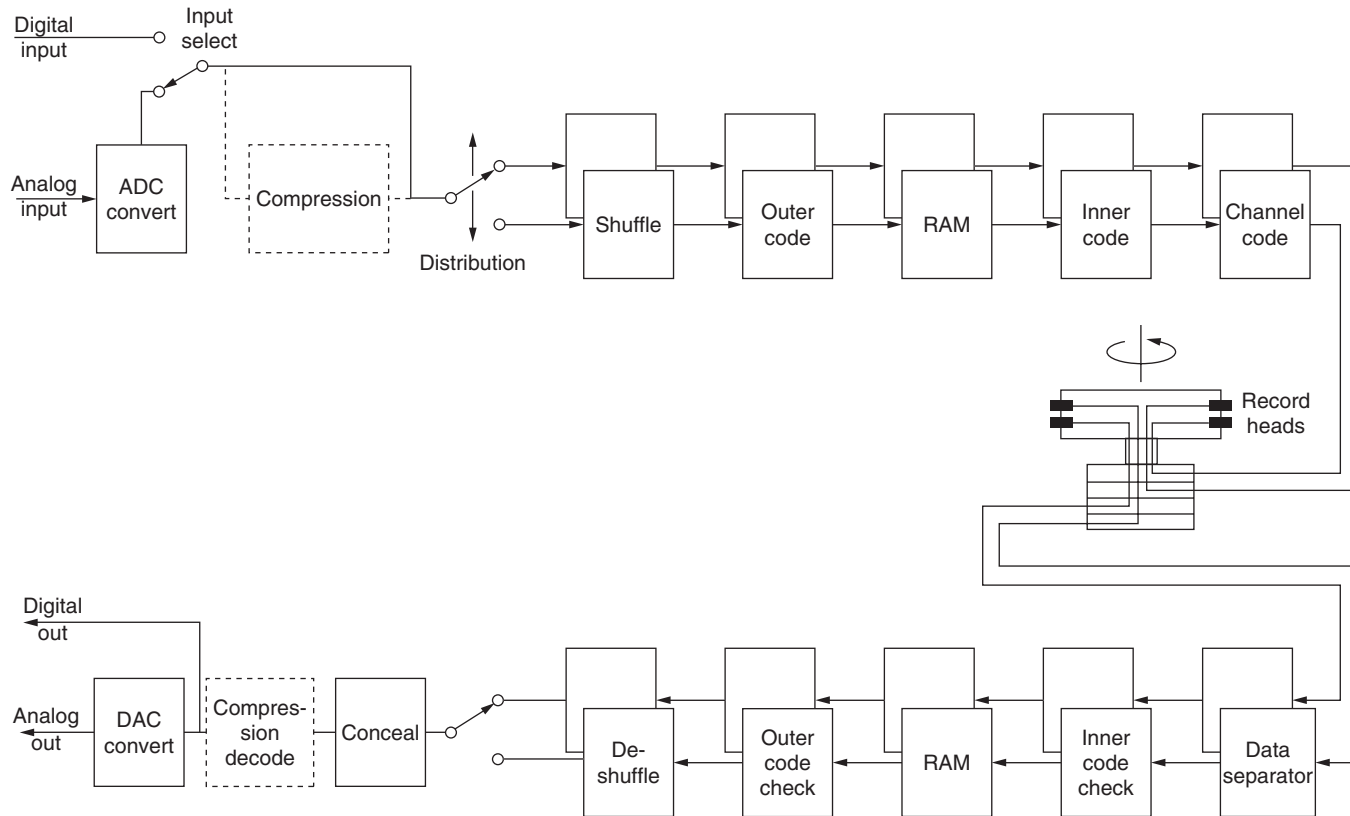 Digital
input
Input
select
Analog
input
ADC
convert
Compression
Distribution
Shuffle
Outer
code
RAM
Inner
code
Channel
code
Record
heads
Digital
out
Analog
out
DAC
convert
Compres-
sion
decode
Conceal
De-
shuffle
Outer
code
check
RAM
Inner
code
check
Data
separator